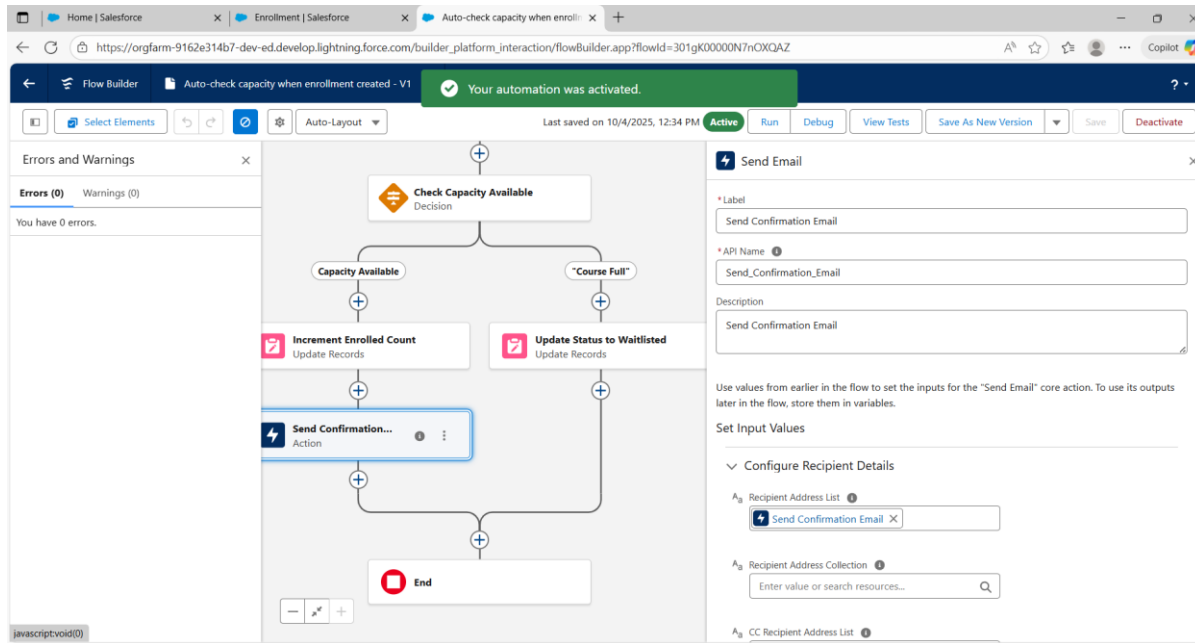 Home | Salesforce
Enrollment | Salesforce
Auto-check capacity when enroll
https://orgfarm-9162e314b7-dev-ed.develop.lightning.force.com/builder_platform_interaction/flowBuilder.app?flowId=301gK00000N7nOXQAZ
Copilot
Flow Builder
Auto-check capacity when enrollment created - V1
Your automation was activated.
?
Select Elements
Auto-Layout
Last saved on 10/4/2025, 12:34 PM
Active
Run
Debug
View Tests
Save As New Version
Save
Deactivate
Errors and Warnings
Errors (0)
Warnings (0)
You have 0 errors.
Check Capacity Available
Decision
Capacity Available
"Course Full"
Increment Enrolled Count
Update Records
Update Status to Waitlisted
Update Records
Send Confirmation...
Action
End
javascript:void(0)
Send Email
*Label
Send Confirmation Email
*API Name
Send_Confirmation_Email
Description
Send Confirmation Email
Use values from earlier in the flow to set the inputs for the "Send Email" core action. To use its outputs
later in the flow, store them in variables.
Set Input Values
Configure Recipient Details
Aa Recipient Address List
Send Confirmation Email
Aa Recipient Address Collection
Enter value or search resources...
Aa CC Recipient Address List